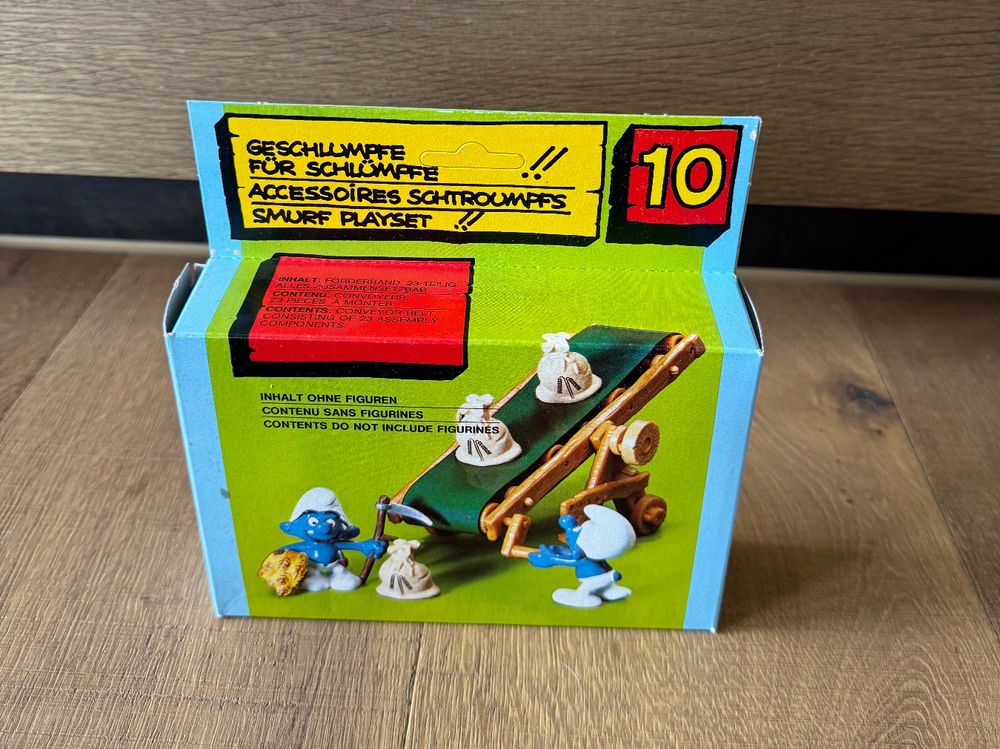 GESCHLUMPFE
FÜR SCHLÜMPFE !!
ACCESSOIRES SCHTROUMPFS
SMURF PLAYSET !!
10
INHALT: FÖRDERBAND, 23-TEILIG,
ALLES ZUSAMMENSETZBAR
CONTENU: CONVOYEUR,
23 PIECES A MONTER
CONTENTS: CONVEYOR BELT,
CONSISTING OF 23 ASSEMBLY
COMPONENTS
INHALT OHNE FIGUREN
CONTENU SANS FIGURINES
CONTENTS DO NOT INCLUDE FIGURINES